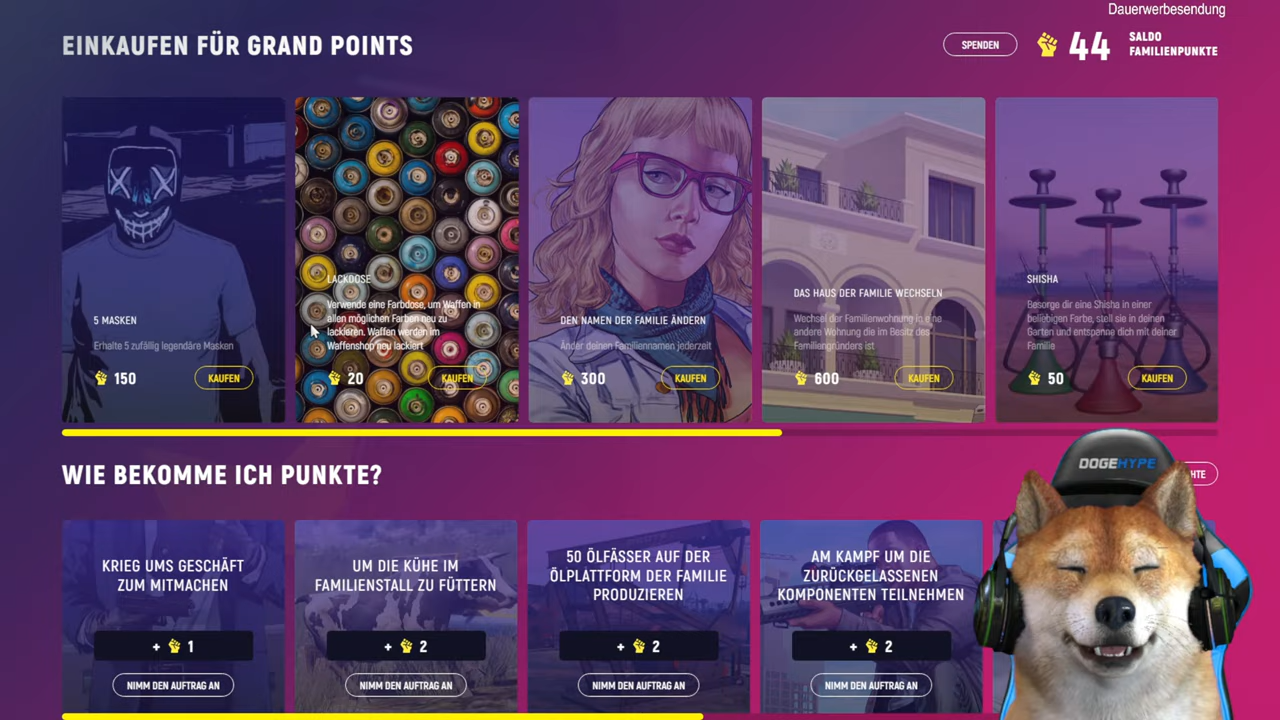 Dauerwerbesendung
EINKAUFEN FÜR GRAND POINTS
SPENDEN
44
SALDO
FAMILIENPUNKTE
5 MASKEN
Erhalte 5 zufällig legendäre Masken
150
KAUFEN
LACKDOSE
Verwende eine Farbdose, um Waffen in
allen möglichen Farben neu zu
lackieren. Waffen werden im
Waffenshop neu lackiert
20
KAUFEN
DEN NAMEN DER FAMILIE ÄNDERN
Änder deinen Familiennamen jederzeit
300
KAUFEN
DAS HAUS DER FAMILIE WECHSELN
Wechsel der Familienwohnung in eine
andere Wohnung die im Besitz des
Familiengründers ist
600
KAUFEN
SHISHA
Besorge dir eine Shisha in einer
beliebigen Farbe, stell sie in deinen
Garten und entspanne dich mit deiner
Familie
50
KAUFEN
WIE BEKOMME ICH PUNKTE?
HTE
KRIEG UMS GESCHÄFT
ZUM MITMACHEN
+ 1
NIMM DEN AUFTRAG AN
UM DIE KÜHE IM
FAMILIENSTALL ZU FÜTTERN
+ 2
NIMM DEN AUFTRAG AN
50 ÖLFÄSSER AUF DER
ÖLPLATTFORM DER FAMILIE
PRODUZIEREN
+ 2
NIMM DEN AUFTRAG AN
AM KAMPF UM DIE
ZURÜCKGELASSENEN
KOMPONENTEN TEILNEHMEN
+ 2
NIMM DEN AUFTRAG AN
DOGEHYPE